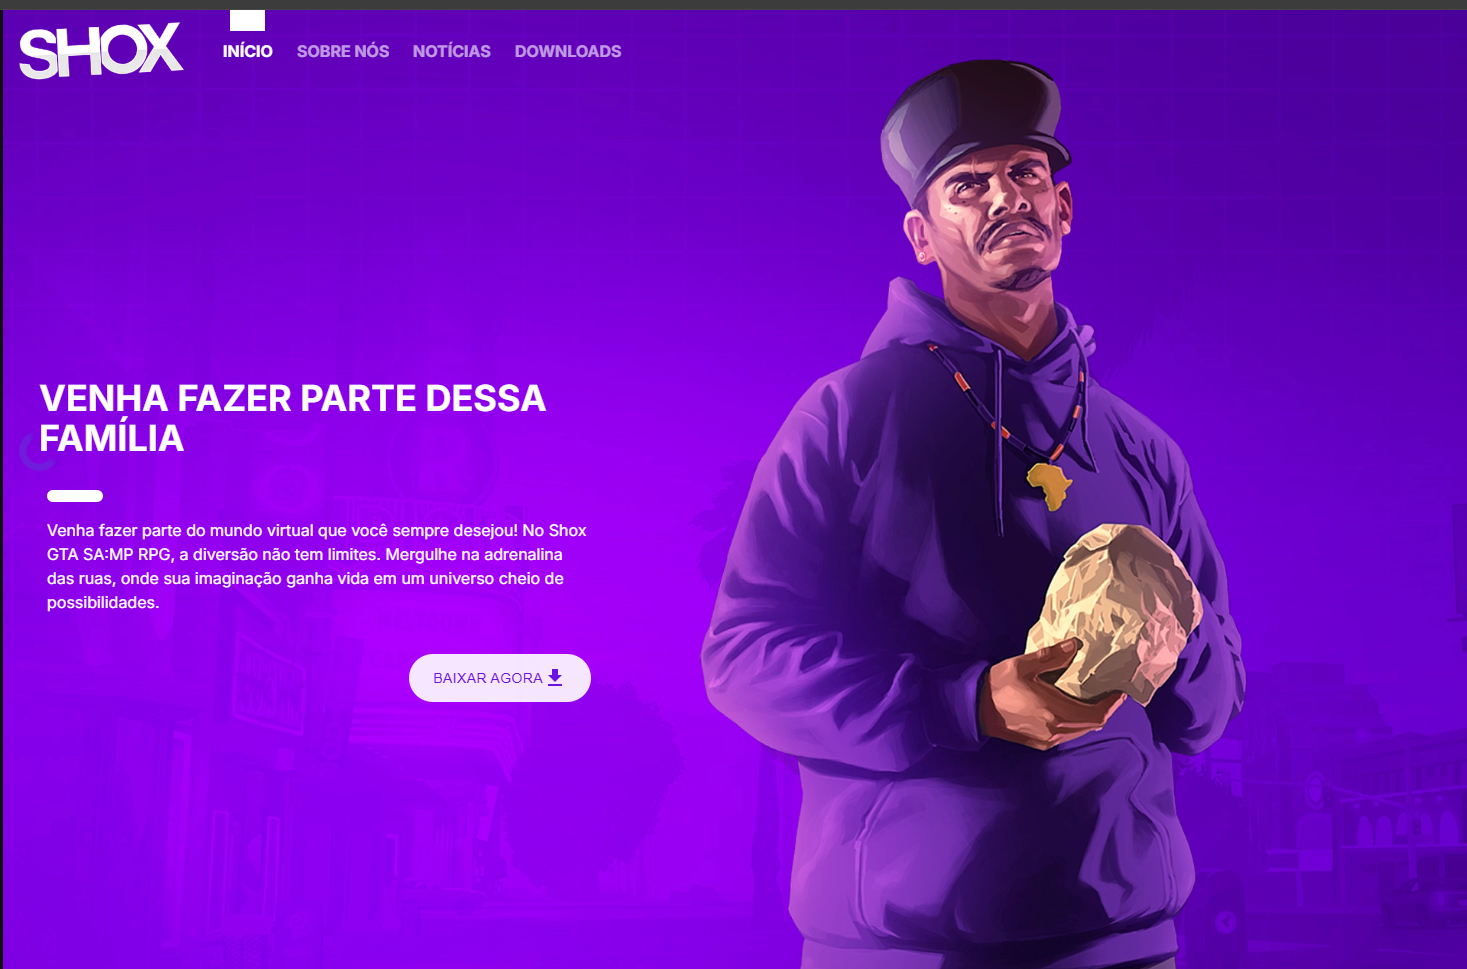 SHOX
INÍCIO SOBRE NÓS NOTÍCIAS DOWNLOADS
VENHA FAZER PARTE DESSA
FAMÍLIA
Venha fazer parte do mundo virtual que você sempre desejou! No Shox
GTA SA:MP RPG, a diversão não tem limites. Mergulhe na adrenalina
das ruas, onde sua imaginação ganha vida em um universo cheio de
possibilidades.
BAIXAR AGORA